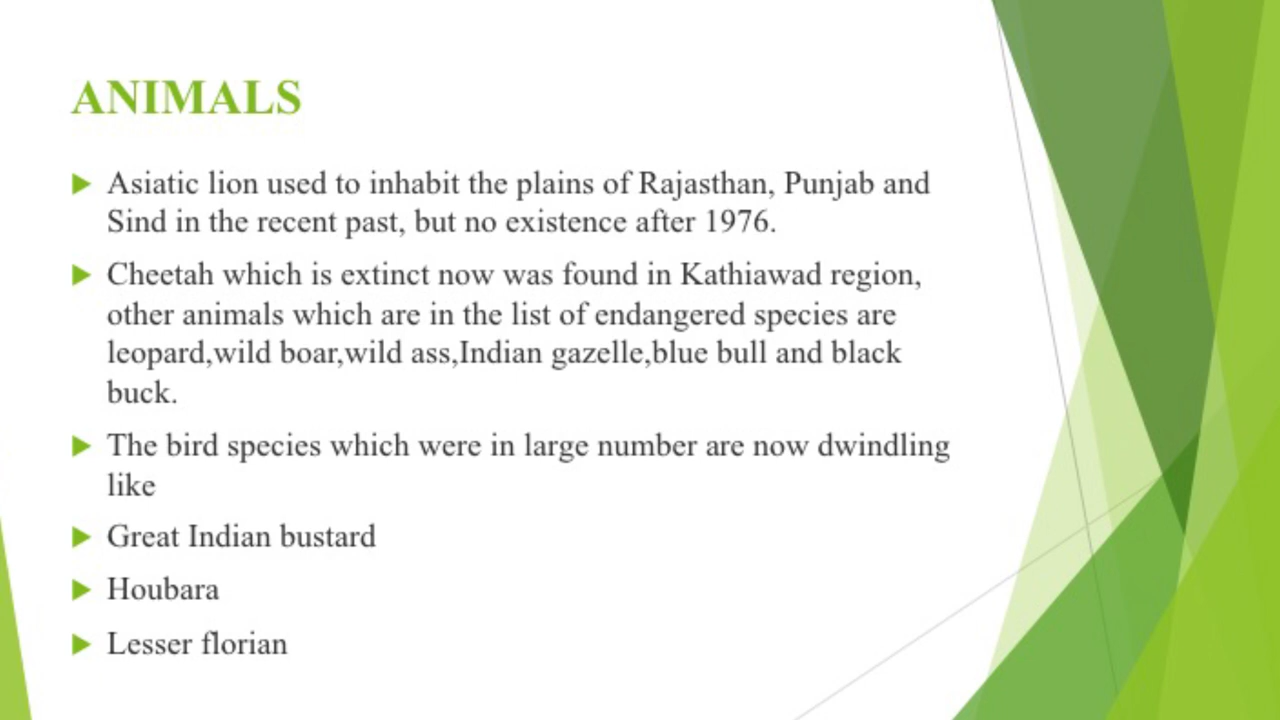 ANIMALS
Asiatic lion used to inhabit the plains of Rajasthan, Punjab and
Sind in the recent past, but no existence after 1976.
Cheetah which is extinct now was found in Kathiawad region,
other animals which are in the list of endangered species are
leopard,wild boar,wild ass,Indian gazelle,blue bull and black
buck.
The bird species which were in large number are now dwindling
like
Great Indian bustard
Houbara
Lesser florian